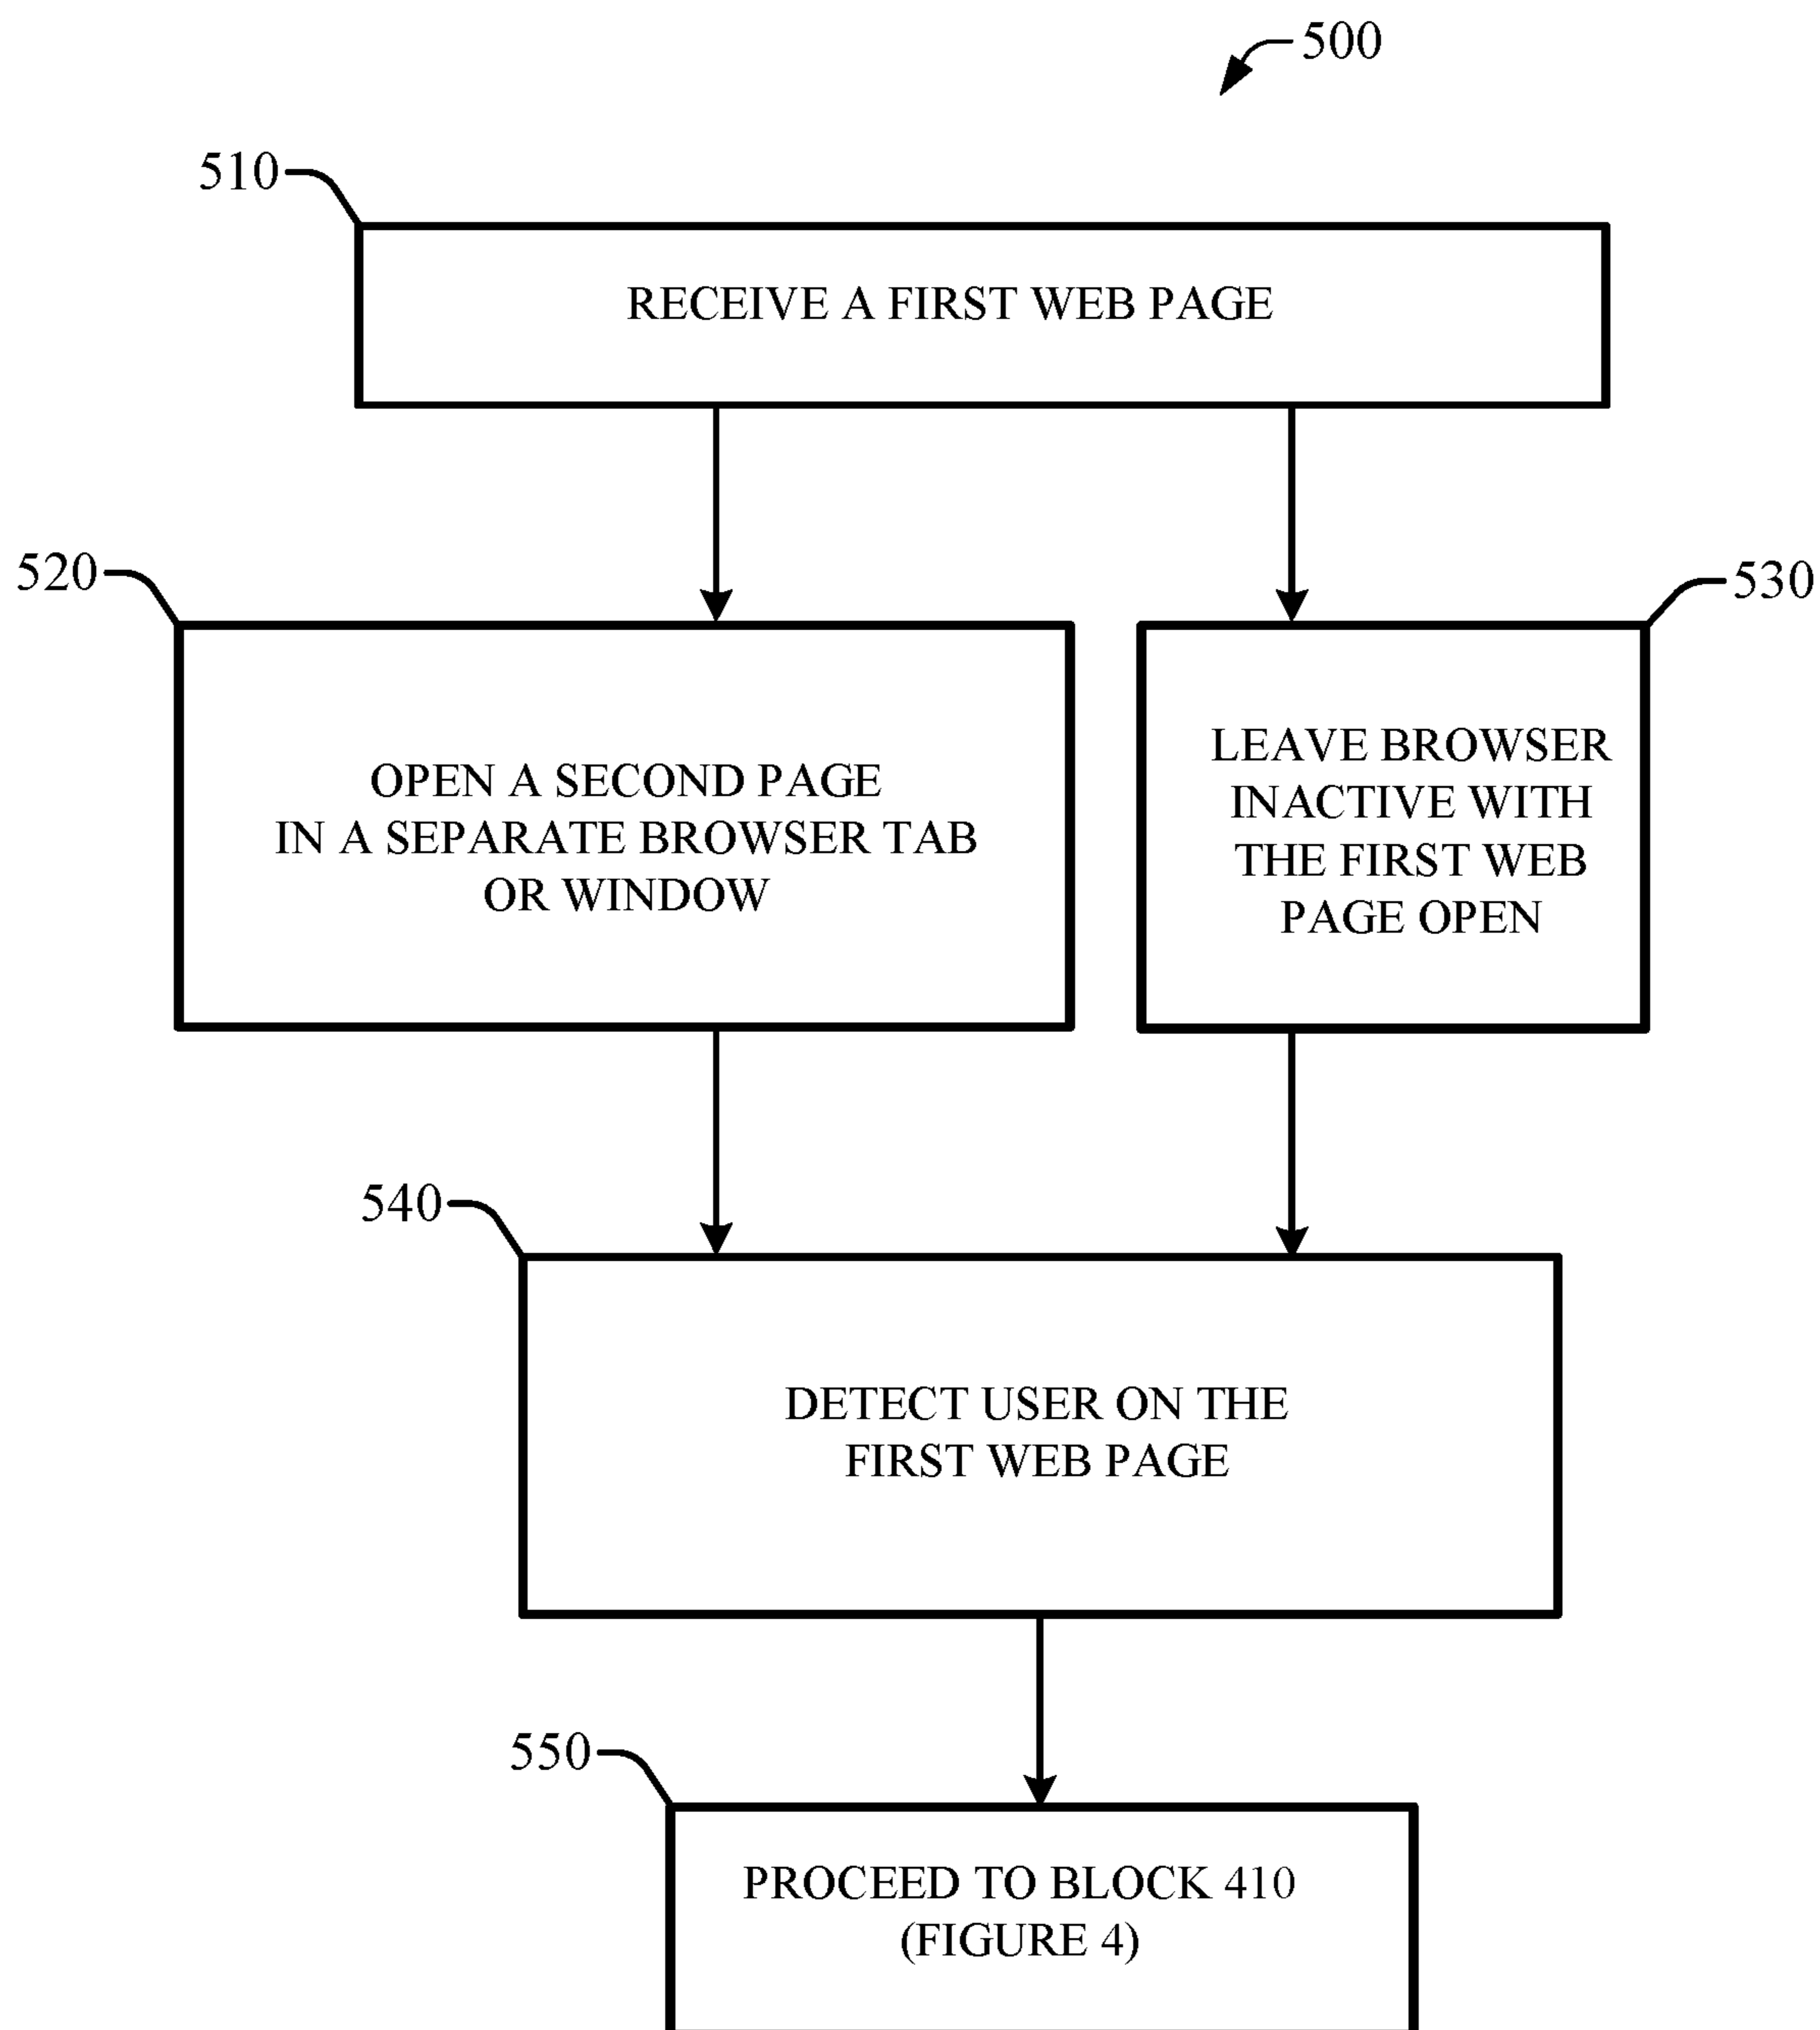 500
510
RECEIVE A FIRST WEB PAGE
520
530
OPEN A SECOND PAGE
IN A SEPARATE BROWSER TAB
OR WINDOW
LEAVE BROWSER
INACTIVE WITH
THE FIRST WEB
PAGE OPEN
540
DETECT USER ON THE
FIRST WEB PAGE
550
PROCEED TO BLOCK 410
(FIGURE 4)